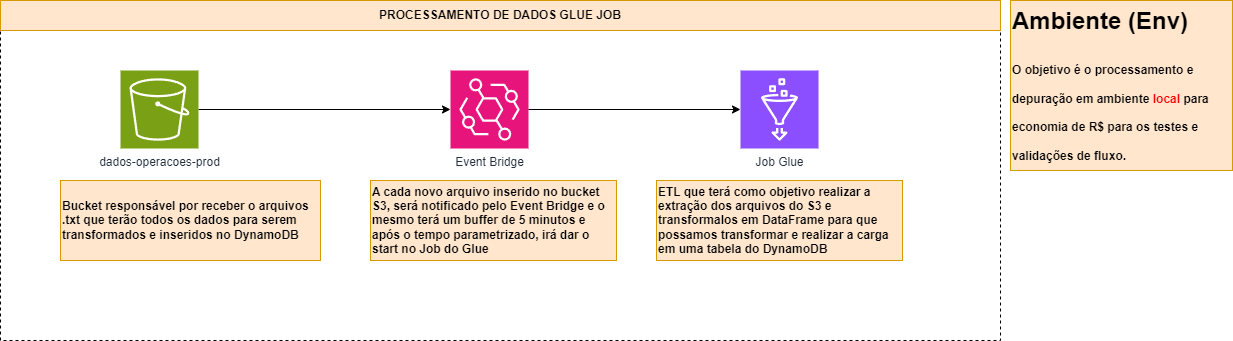 PROCESSAMENTO DE DADOS GLUE JOB
Ambiente (Env)
O objetivo é o processamento e
depuração em ambiente local para
economia de R$ para os testes e
validações de fluxo.
dados-operacoes-prod
Event Bridge
Job Glue
Bucket responsável por receber o arquivos
.txt que terão todos os dados para serem
transformados e inseridos no DynamoDB
A cada novo arquivo inserido no bucket
S3, será notificado pelo Event Bridge e o
mesmo terá um buffer de 5 minutos e
após o tempo parametrizado, irá dar o
start no Job do Glue
ETL que terá como objetivo realizar a
extração dos arquivos do S3 e
transformalos em DataFrame para que
possamos transformar e realizar a carga
em uma tabela do DynamoDB